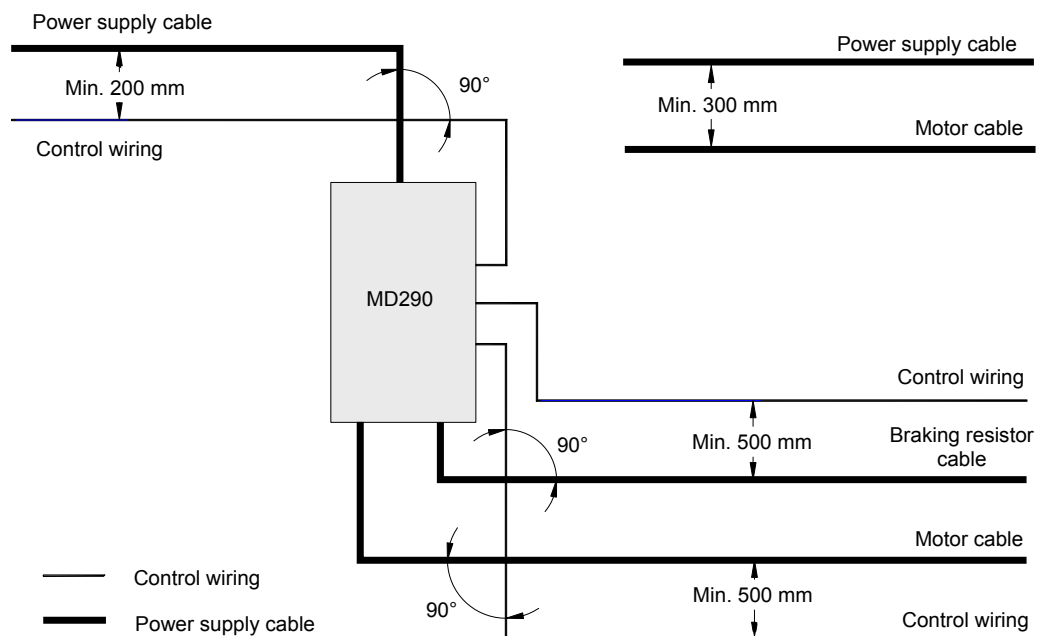 Power supply cable
Min. 200 mm
90°
Control wiring
Power supply cable
Min. 300 mm
Motor cable
MD290
Control wiring
90°
Min. 500 mm
Braking resistor
cable
Motor cable
Control wiring
90°
Min. 500 mm
Power supply cable
Control wiring